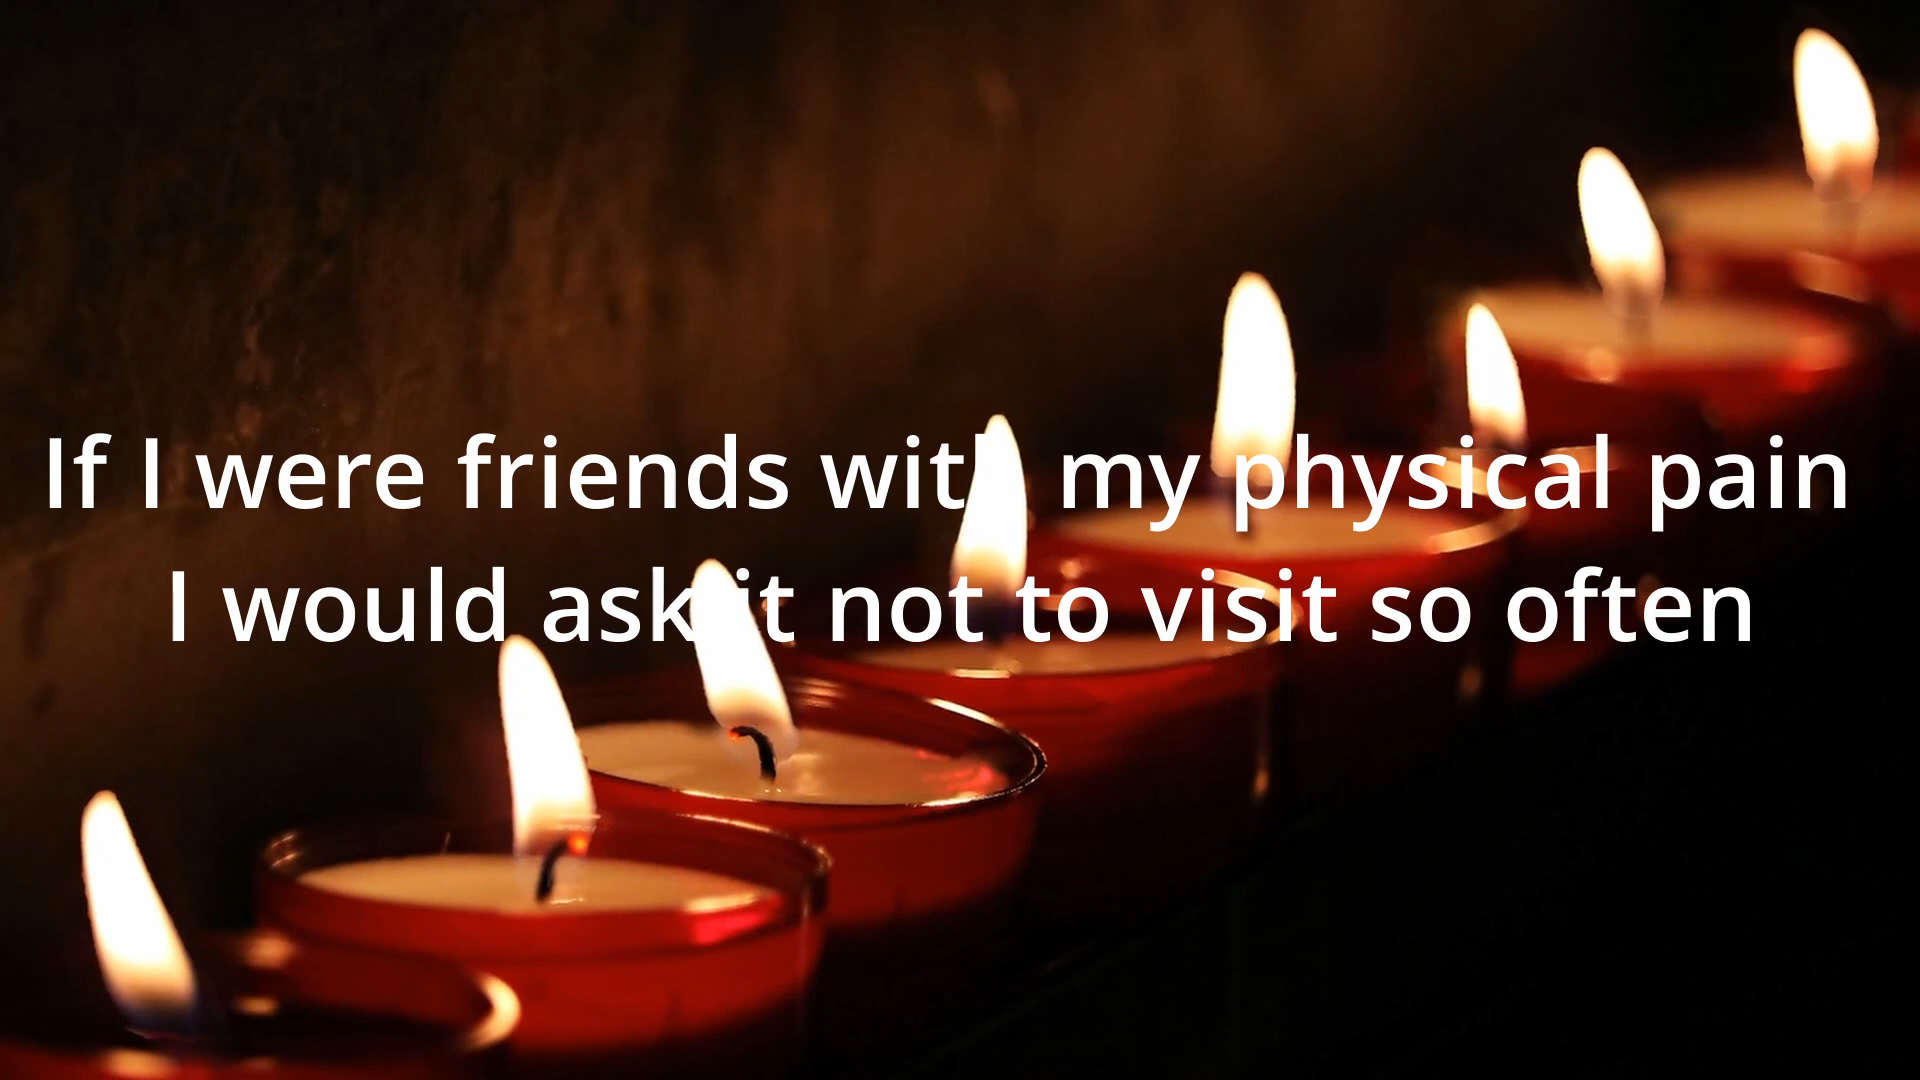 If I were friends with my physical pain
I would ask it not to visit so often